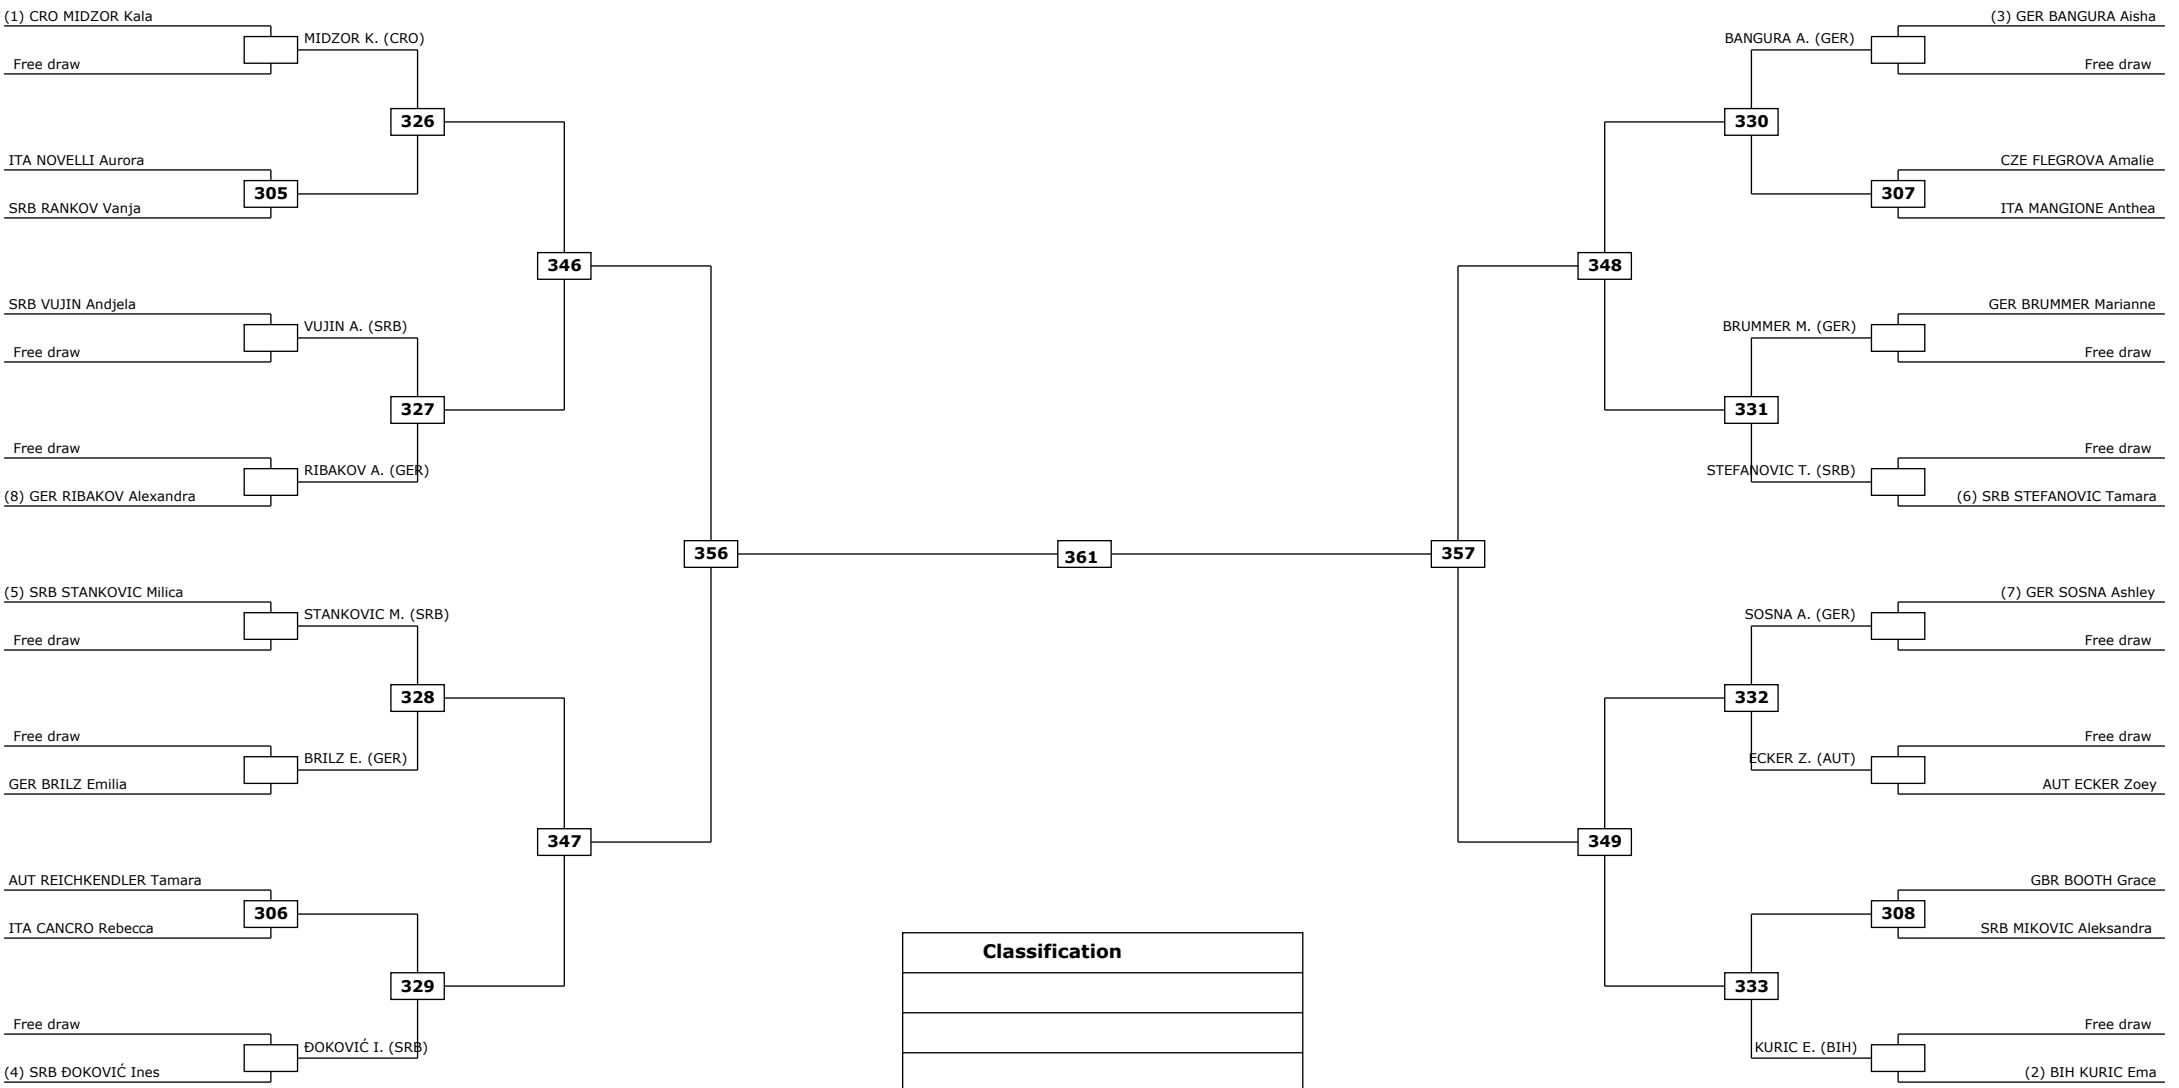 (1) CRO MIDZOR Kala
MIDZOR K. (CRO)
Free draw
326
ITA NOVELLI Aurora
305
SRB RANKOV Vanja
346
SRB VUJIN Andjela
VUJIN A. (SRB)
Free draw
327
Free draw
RIBAKOV A. (GER)
(8) GER RIBAKOV Alexandra
356
(5) SRB STANKOVIC Milica
STANKOVIC M. (SRB)
Free draw
328
Free draw
BRILZ E. (GER)
GER BRILZ Emilia
347
AUT REICHKENDLER Tamara
306
ITA CANCRO Rebecca
329
Free draw
ĐOKOVIĆ I. (SRB)
(4) SRB ĐOKOVIĆ Ines
361
(3) GER BANGURA Aisha
BANGURA A. (GER)
Free draw
330
CZE FLEGROVA Amalie
307
ITA MANGIONE Anthea
348
GER BRUMMER Marianne
BRUMMER M. (GER)
Free draw
331
Free draw
STEFANOVIC T. (SRB)
(6) SRB STEFANOVIC Tamara
357
(7) GER SOSNA Ashley
SOSNA A. (GER)
Free draw
332
Free draw
ECKER Z. (AUT)
AUT ECKER Zoey
349
GBR BOOTH Grace
308
SRB MIKOVIC Aleksandra
333
Free draw
KURIC E. (BIH)
(2) BIH KURIC Ema
Classification